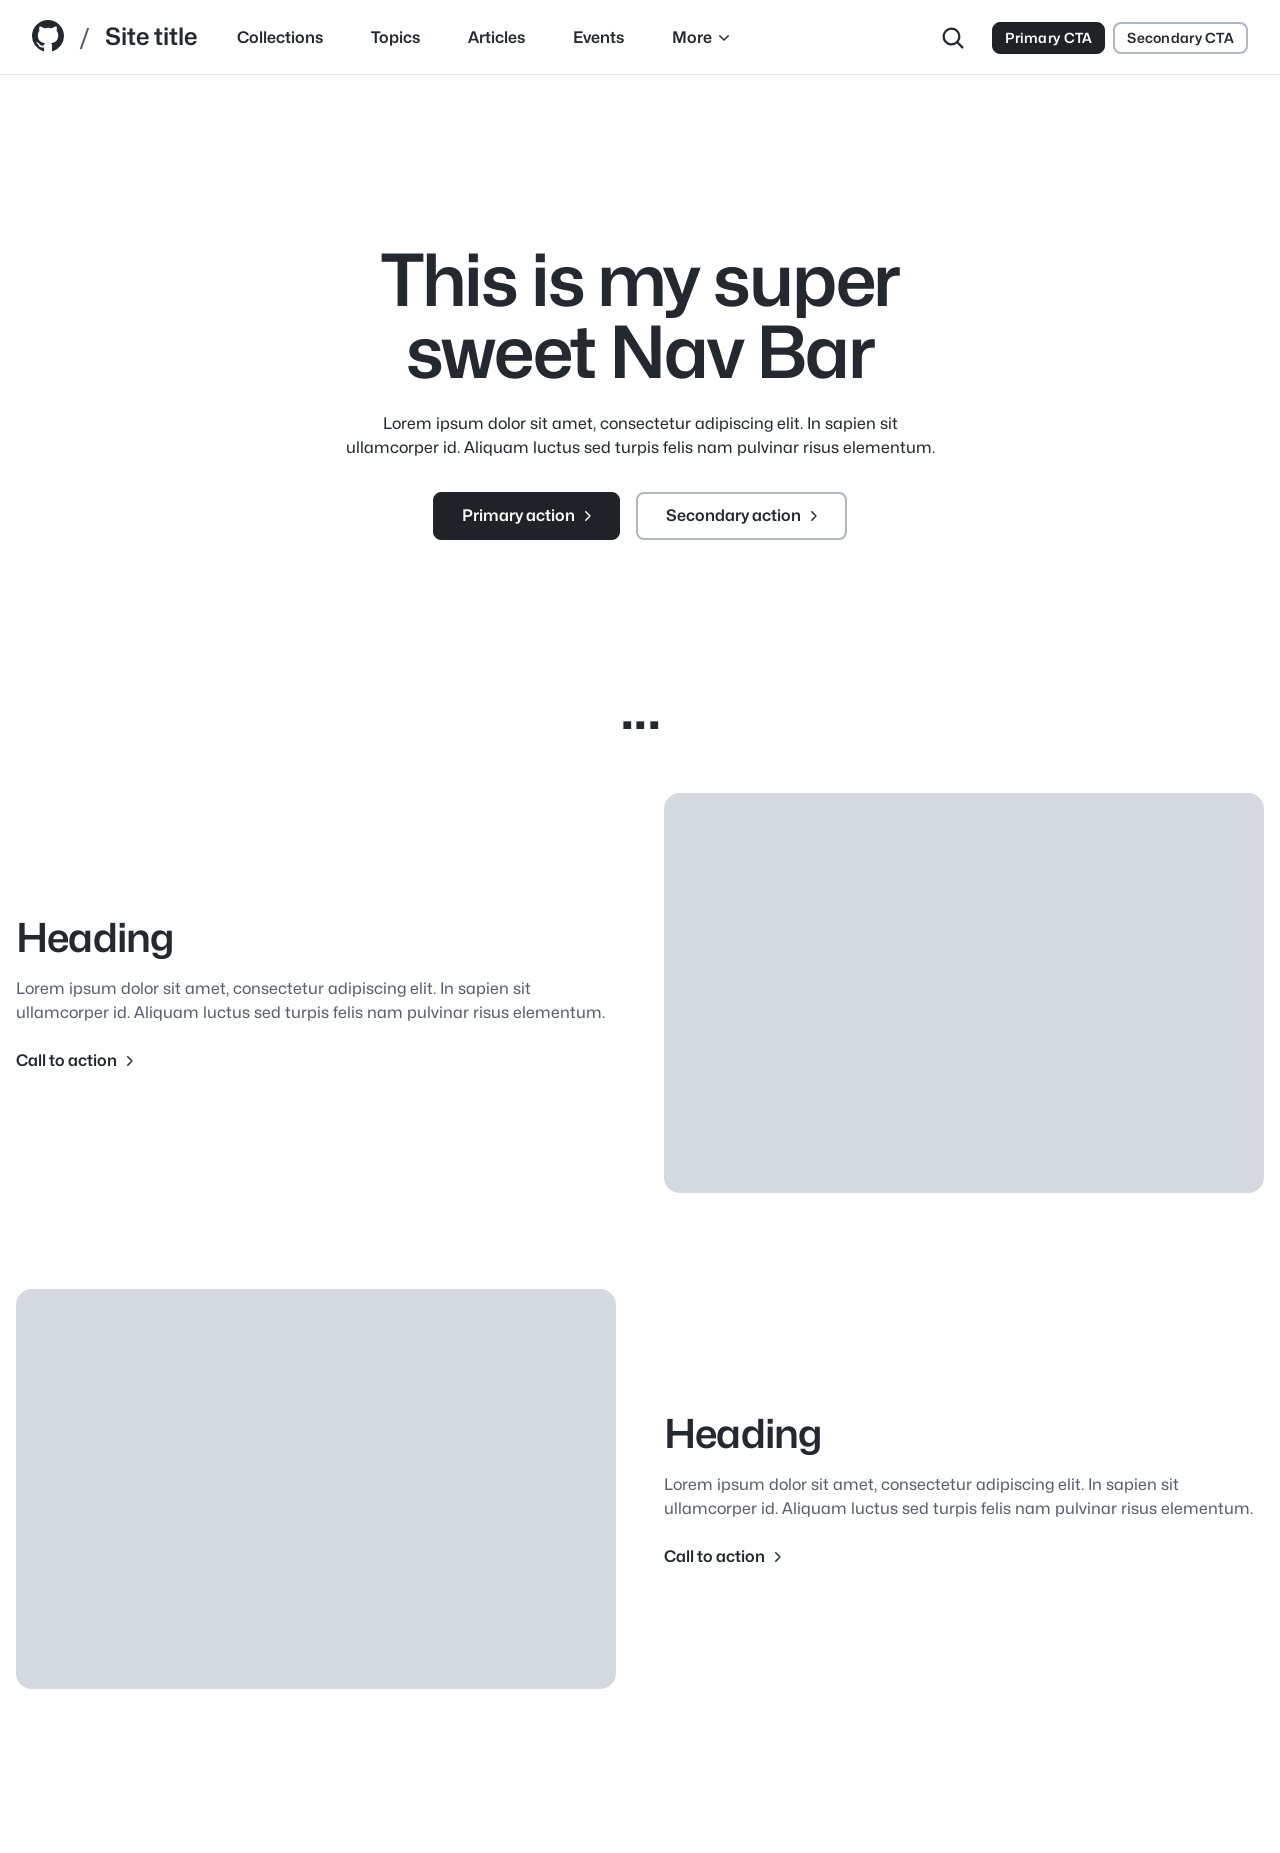 / Site title Collections Topics Articles Events More Primary CTA Secondary CTA
This is my super
sweet Nav Bar
Lorem ipsum dolor sit amet, consectetur adipiscing elit. In sapien sit
ullamcorper id. Aliquam luctus sed turpis felis nam pulvinar risus elementum.
Primary action Secondary action
...
Heading
Lorem ipsum dolor sit amet, consectetur adipiscing elit. In sapien sit
ullamcorper id. Aliquam luctus sed turpis felis nam pulvinar risus elementum.
Call to action
Heading
Lorem ipsum dolor sit amet, consectetur adipiscing elit. In sapien sit
ullamcorper id. Aliquam luctus sed turpis felis nam pulvinar risus elementum.
Call to action